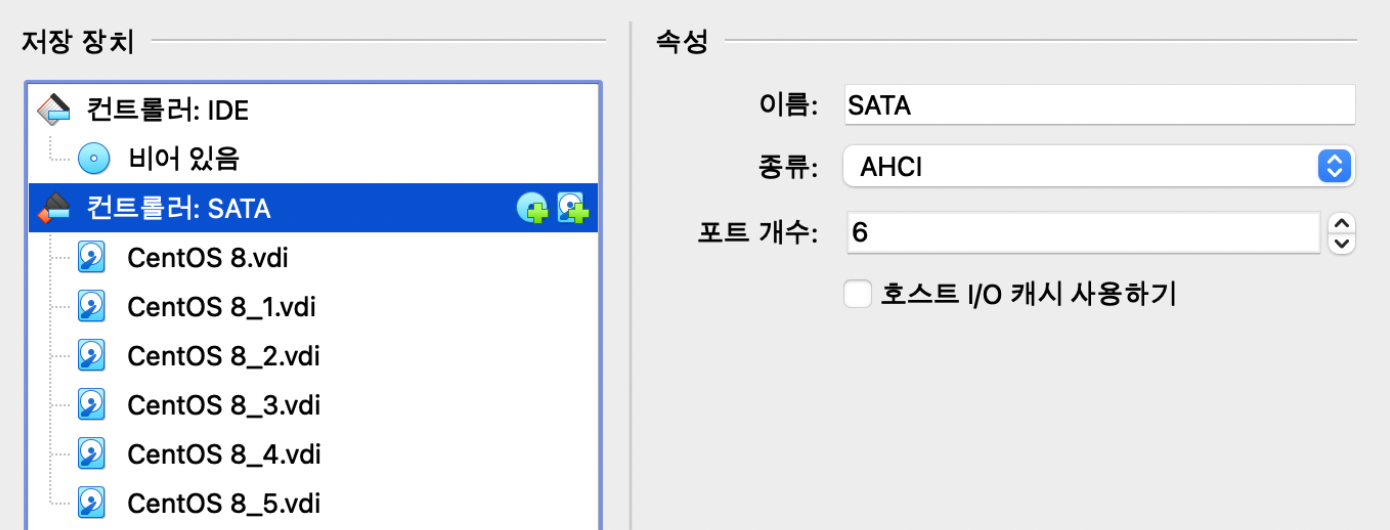 저장 장치
컨트롤러: IDE
비어 있음
컨트롤러: SATA
CentOS 8.vdi
CentOS 8_1.vdi
CentOS 8_2.vdi
CentOS 8_3.vdi
CentOS 8_4.vdi
CentOS 8_5.vdi
속성
이름: SATA
종류: AHCI
포트 개수: 6
호스트 I/O 캐시 사용하기